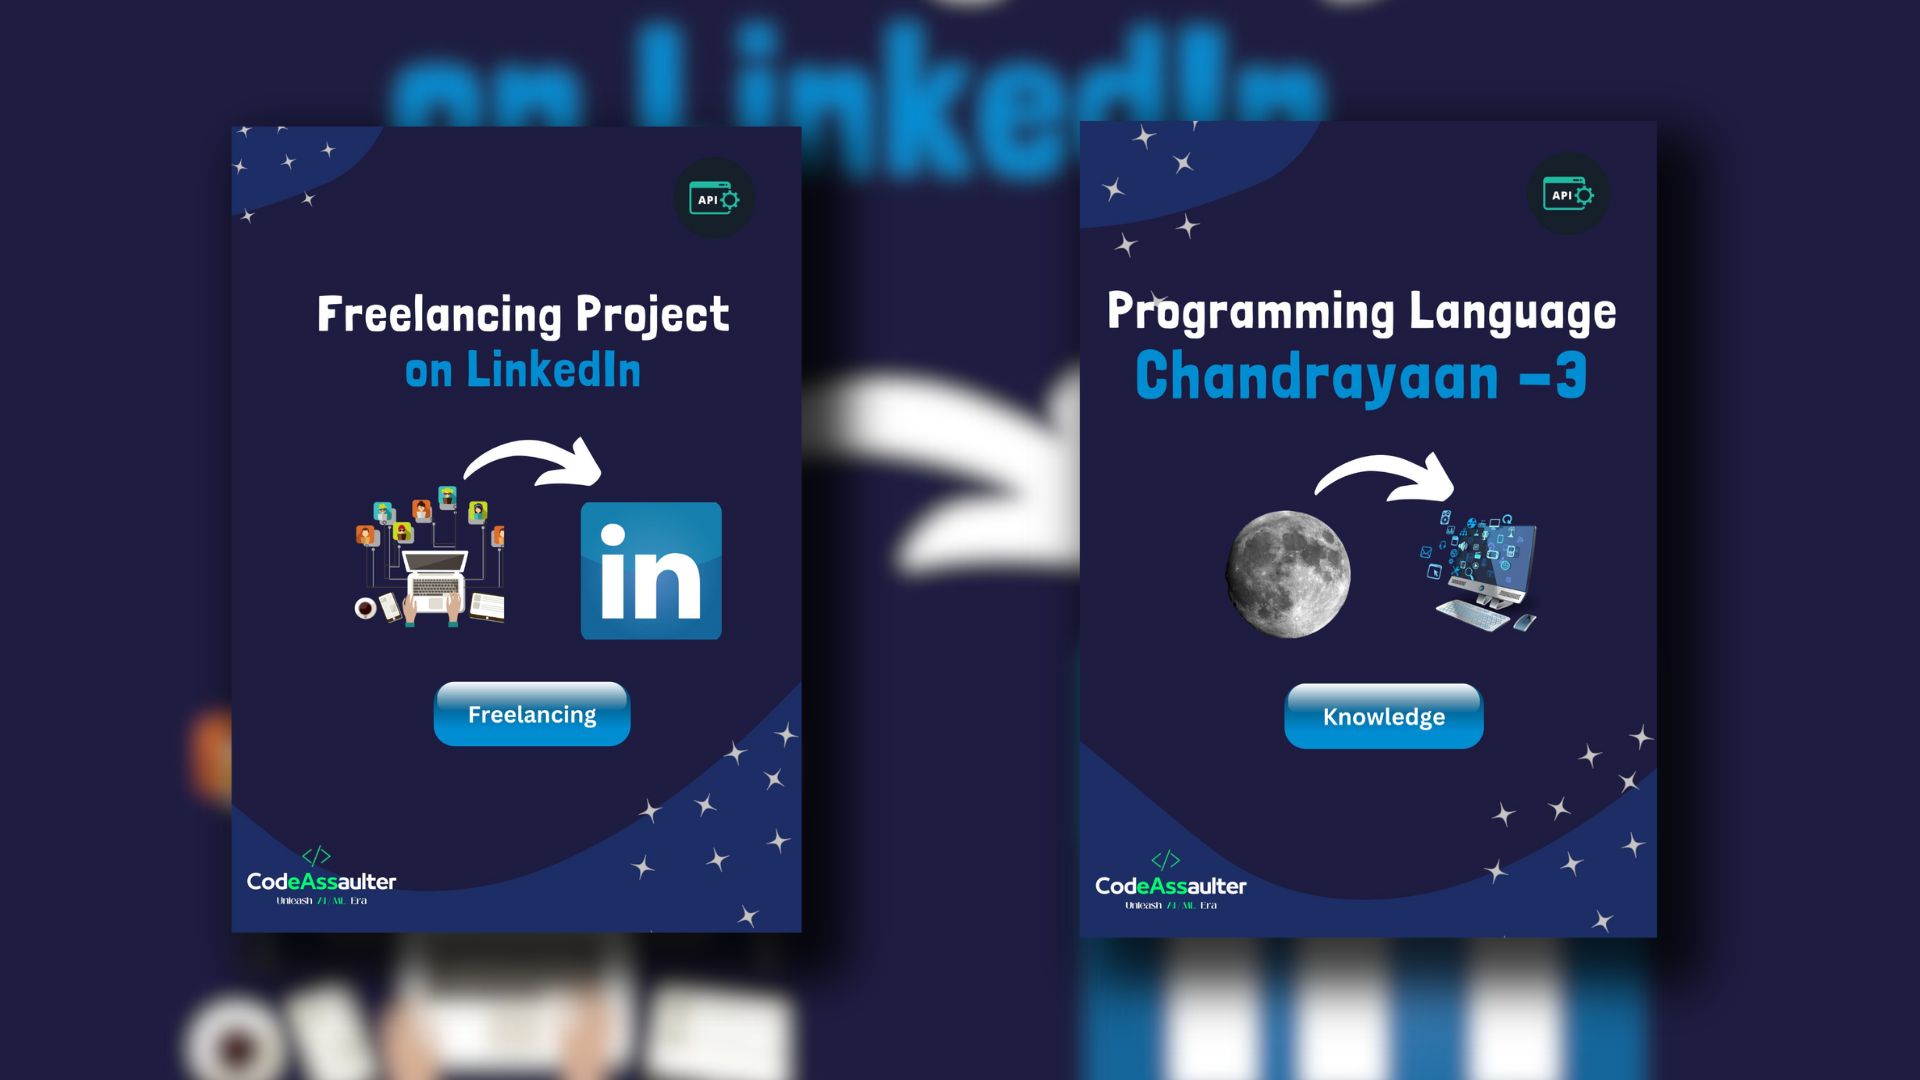 on LinkedIn
API
Freelancing Project
on LinkedIn
in
Freelancing
</>
CodeAssaulter
Unleash AI/ML Era
API
Programming Language
Chandrayaan -3
Knowledge
</>
CodeAssaulter
Unleash AI/ML Era